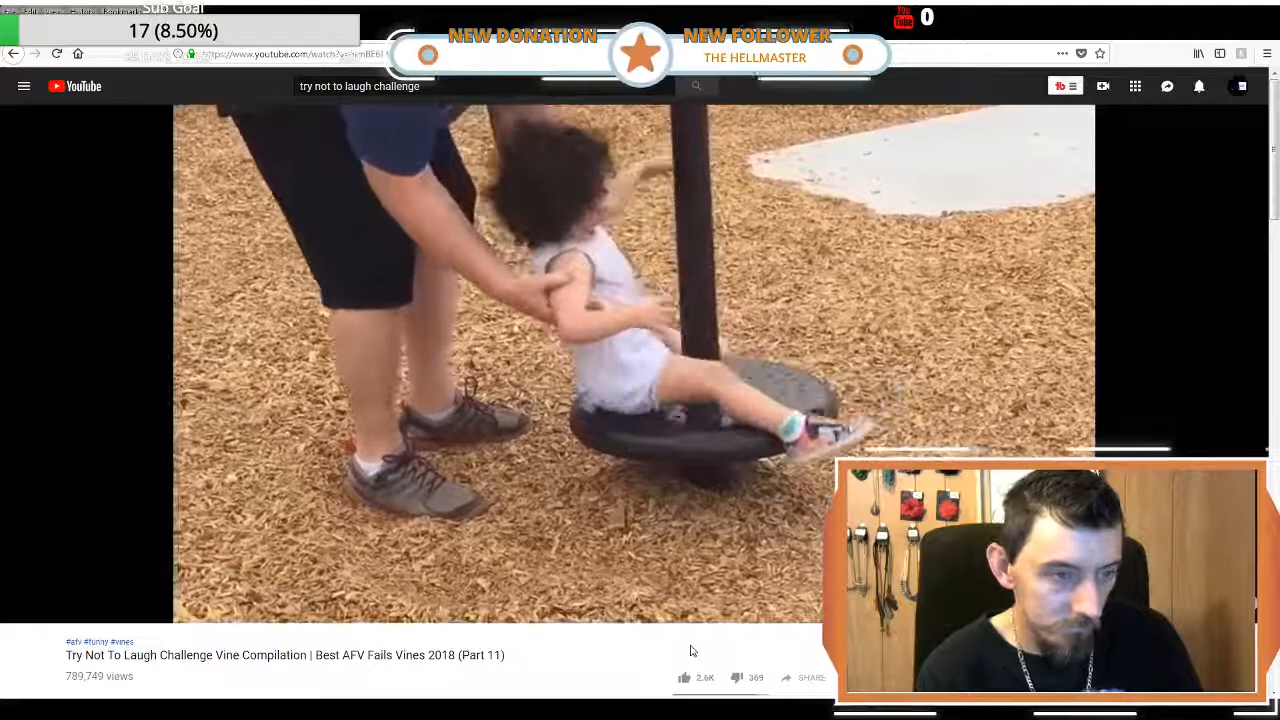 Sub Goal
17 (8.50%)
NEW DONATION
NEW FOLLOWER
THE HELLMASTER
You
Tube
0
YouTube
try not to laugh challenge
#afv #funny #vines
Try Not To Laugh Challenge Vine Compilation | Best AFV Fails Vines 2018 (Part 11)
789,749 views
2.6K
369
SHARE